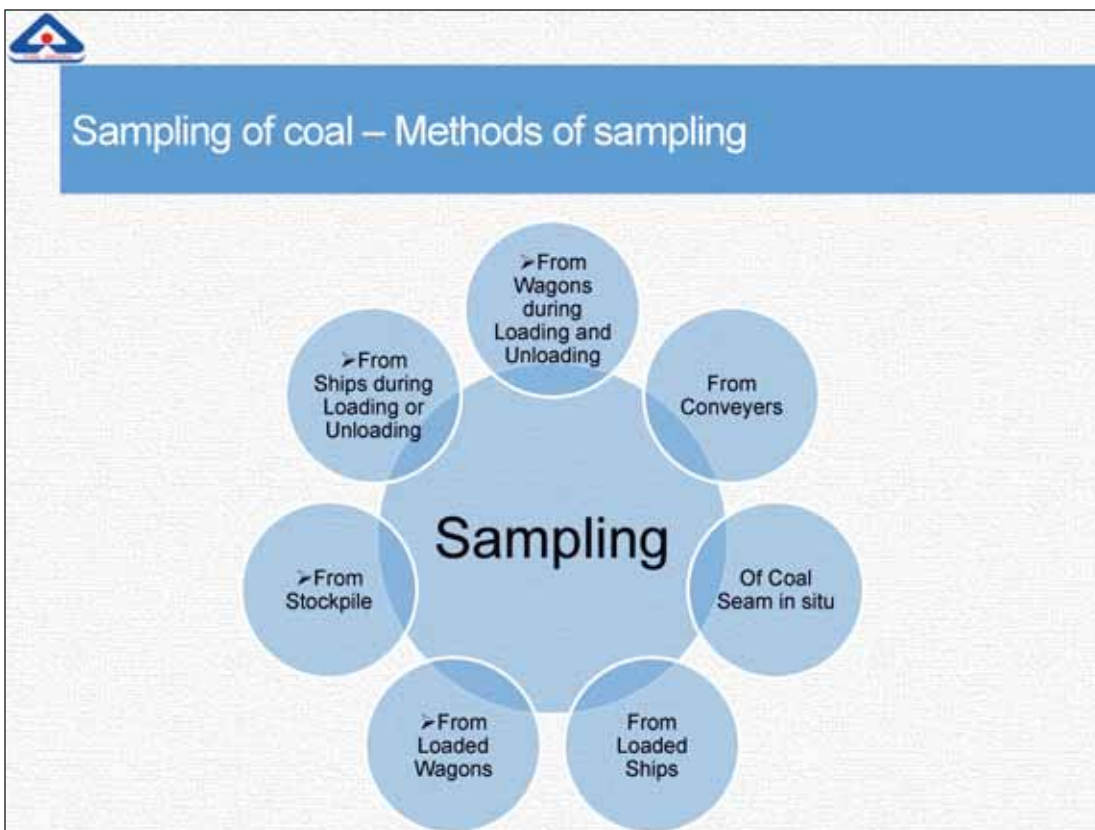 Sampling of coal – Methods of sampling
➢From
Wagons
during
Loading and
Unloading
From
Conveyers
Of Coal
Seam in situ
From
Loaded
Ships
➢From
Loaded
Wagons
➢From
Stockpile
➢From
Ships during
Loading or
Unloading
Sampling